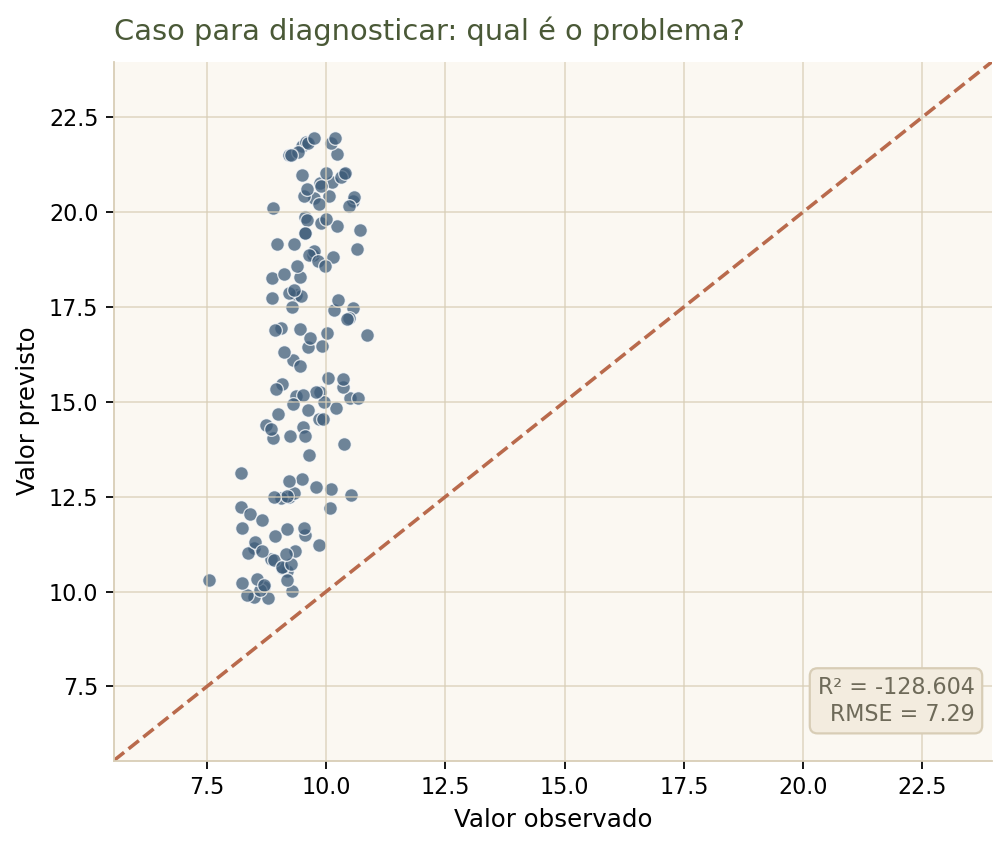 Caso para diagnosticar: qual é o problema?
22.5
20.0
17.5
15.0
12.5
10.0
7.5
Valor previsto
R² = -128.604
RMSE = 7.29
7.5 10.0 12.5 15.0 17.5 20.0 22.5
Valor observado